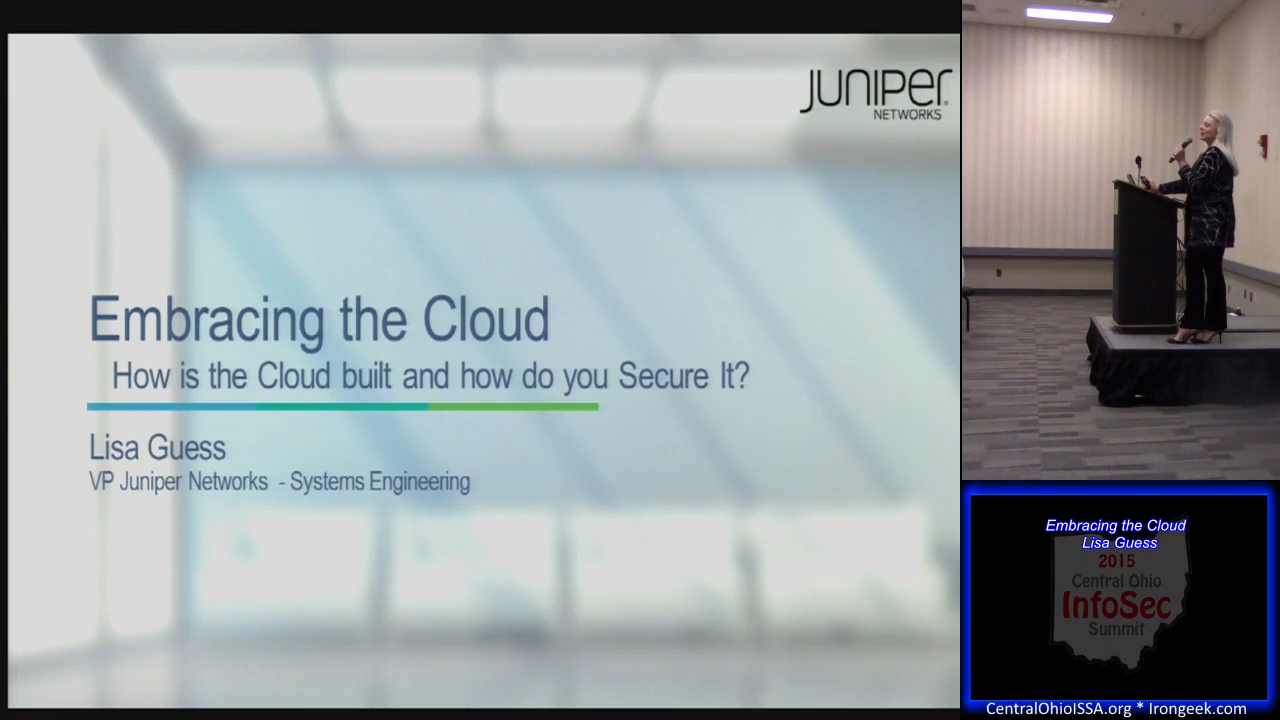 JUNIPER
NETWORKS
Embracing the Cloud
How is the Cloud built and how do you Secure It?
Lisa Guess
VP Juniper Networks - Systems Engineering
Embracing the Cloud
Lisa Guess
2015
Central Ohio
InfoSec
Summit
CentralOhioISSA.org * Irongeek.com